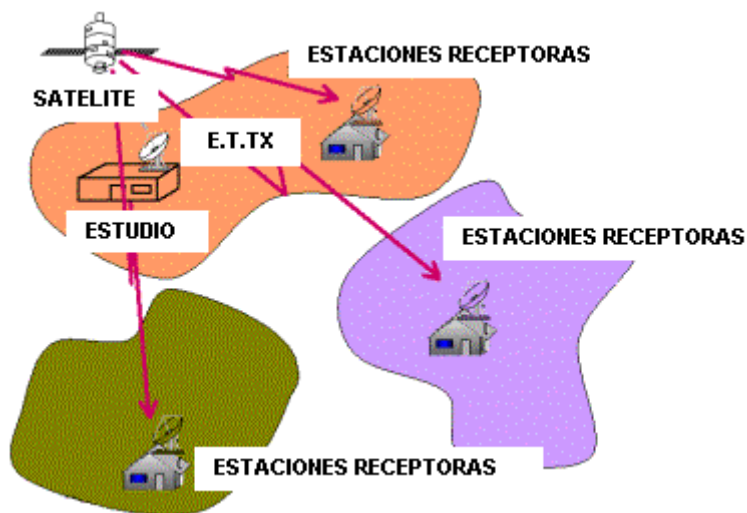 ESTACIONES RECEPTORAS
SATELITE
E.T.TX
ESTUDIO
ESTACIONES RECEPTORAS
ESTACIONES RECEPTORAS